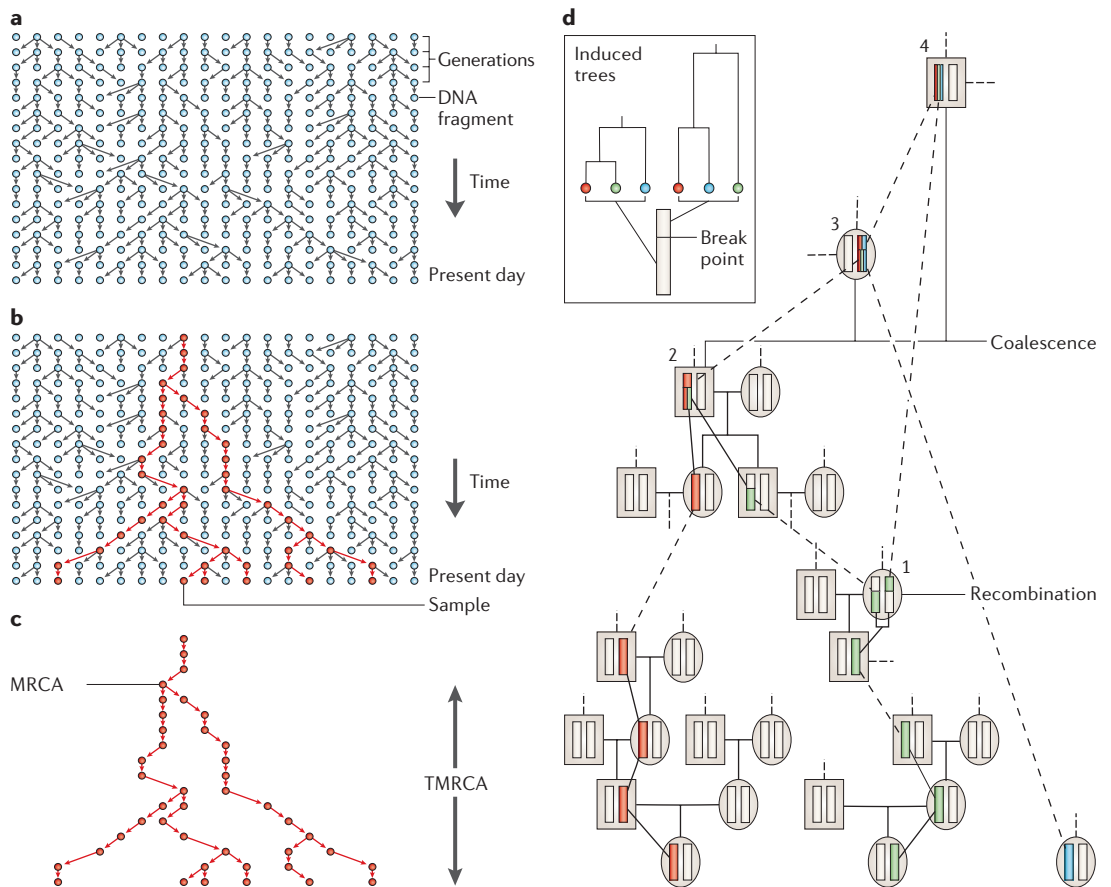 a
Generations
DNA
fragment
Time
Present day
b
Time
Present day
Sample
c
MRCA
TMRCA
d
Induced
trees
Break
point
4
3
Coalescence
2
1
Recombination